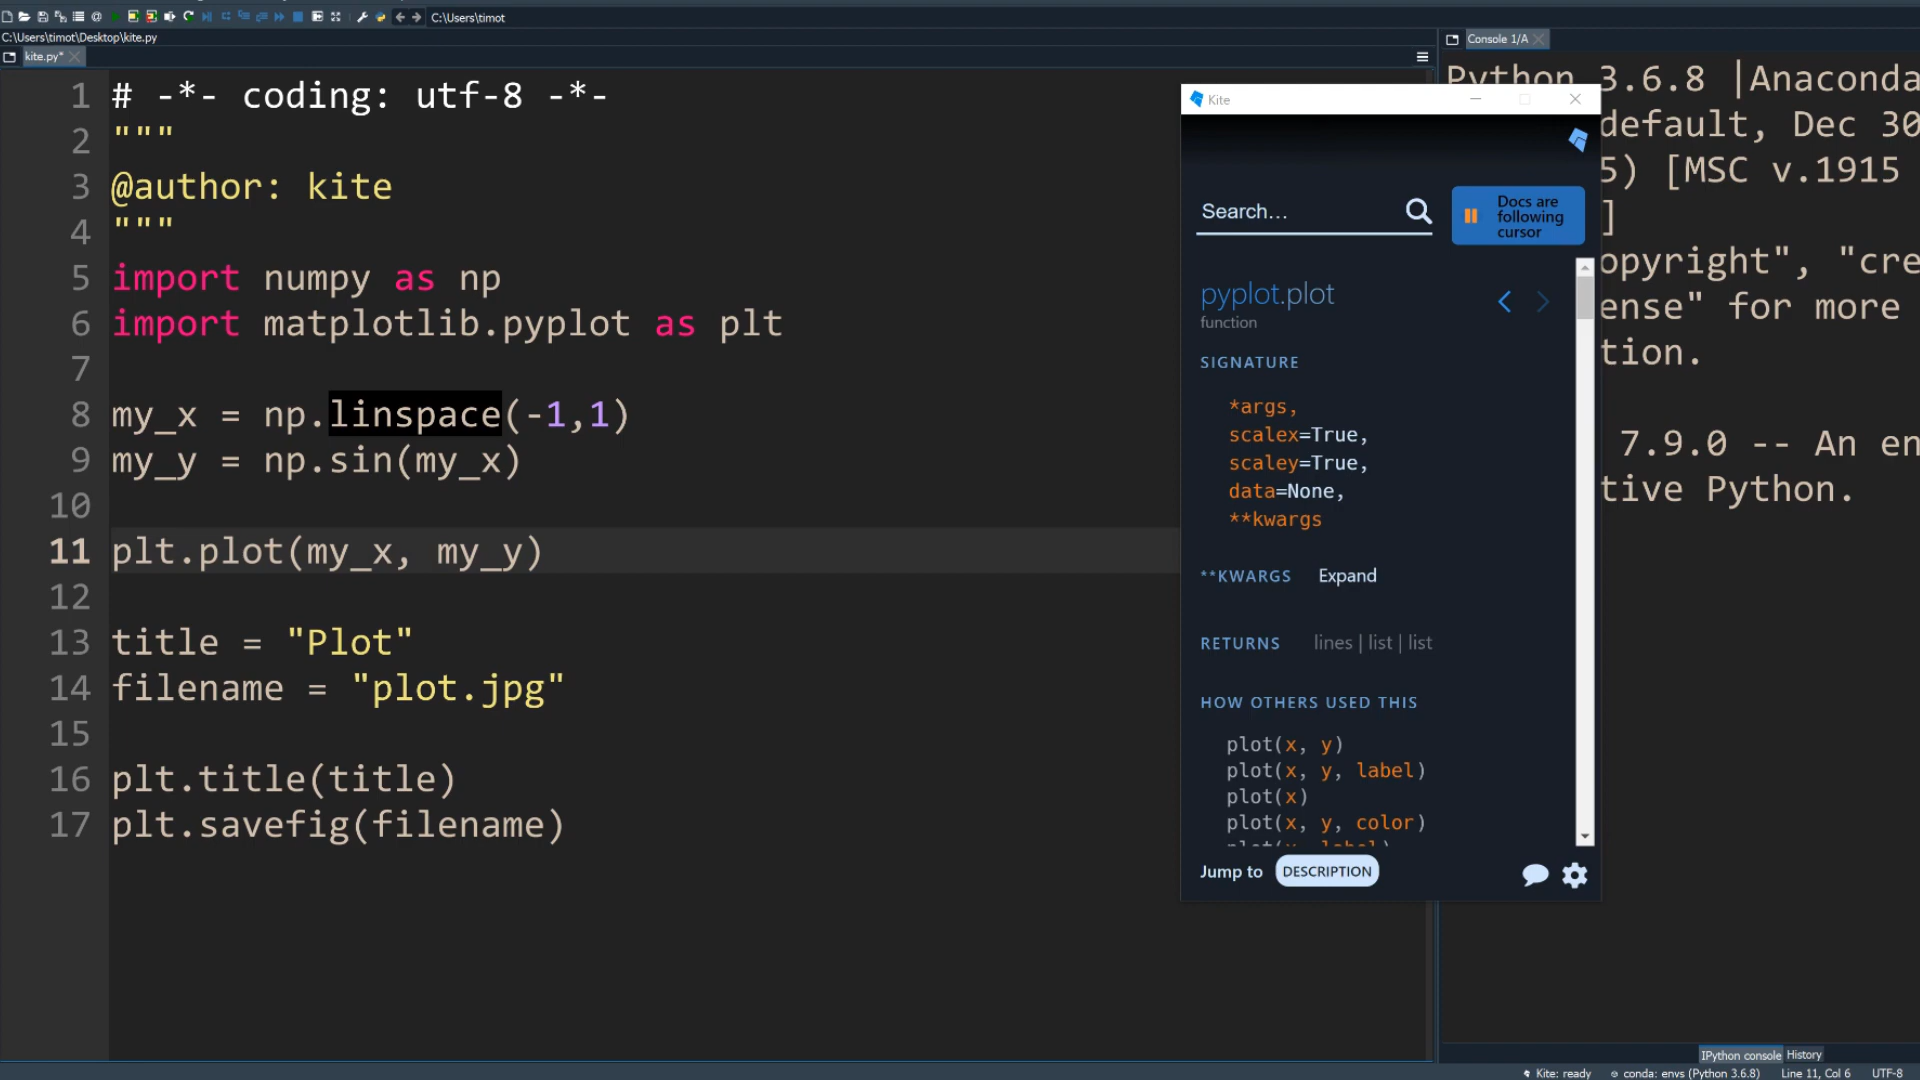 C:\Users\timot
C:\Users\timot\Desktop\kite.py
kite.py*
1 # -*- coding: utf-8 -*-
2 """
3 @author: kite
4 """
5 import numpy as np
6 import matplotlib.pyplot as plt
7
8 my_x = np.linspace(-1,1)
9 my_y = np.sin(my_x)
10
11 plt.plot(my_x, my_y)
12
13 title = "Plot"
14 filename = "plot.jpg"
15
16 plt.title(title)
17 plt.savefig(filename)
Kite
Search...
Docs are
following
cursor
pyplot.plot
function
SIGNATURE
*args,
scalex=True,
scaley=True,
data=None,
**kwargs
**KWARGS Expand
RETURNS lines | list | list
HOW OTHERS USED THIS
plot(x, y)
plot(x, y, label)
plot(x)
plot(x, y, color)
plot(x, label)
Jump to DESCRIPTION
Console 1/A
Python 3.6.8 |Anaconda
default, Dec 30
5) [MSC v.1915
]
opyright", "cre
ense" for more
tion.
7.9.0 -- An en
tive Python.
IPython console History
Kite: ready conda: envs (Python 3.6.8) Line 11, Col 6 UTF-8